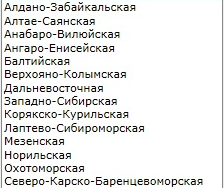 Алдано-Забайкальская
Алтае-Саянская
Анабаро-Вилюйская
Ангаро-Енисейская
Балтийская
Верхояно-Колымская
Дальневосточная
Западно-Сибирская
Корякско-Курильская
Лаптево-Сибироморская
Мезенская
Норильская
Охотоморская
Северо-Карско-Баренцевоморская